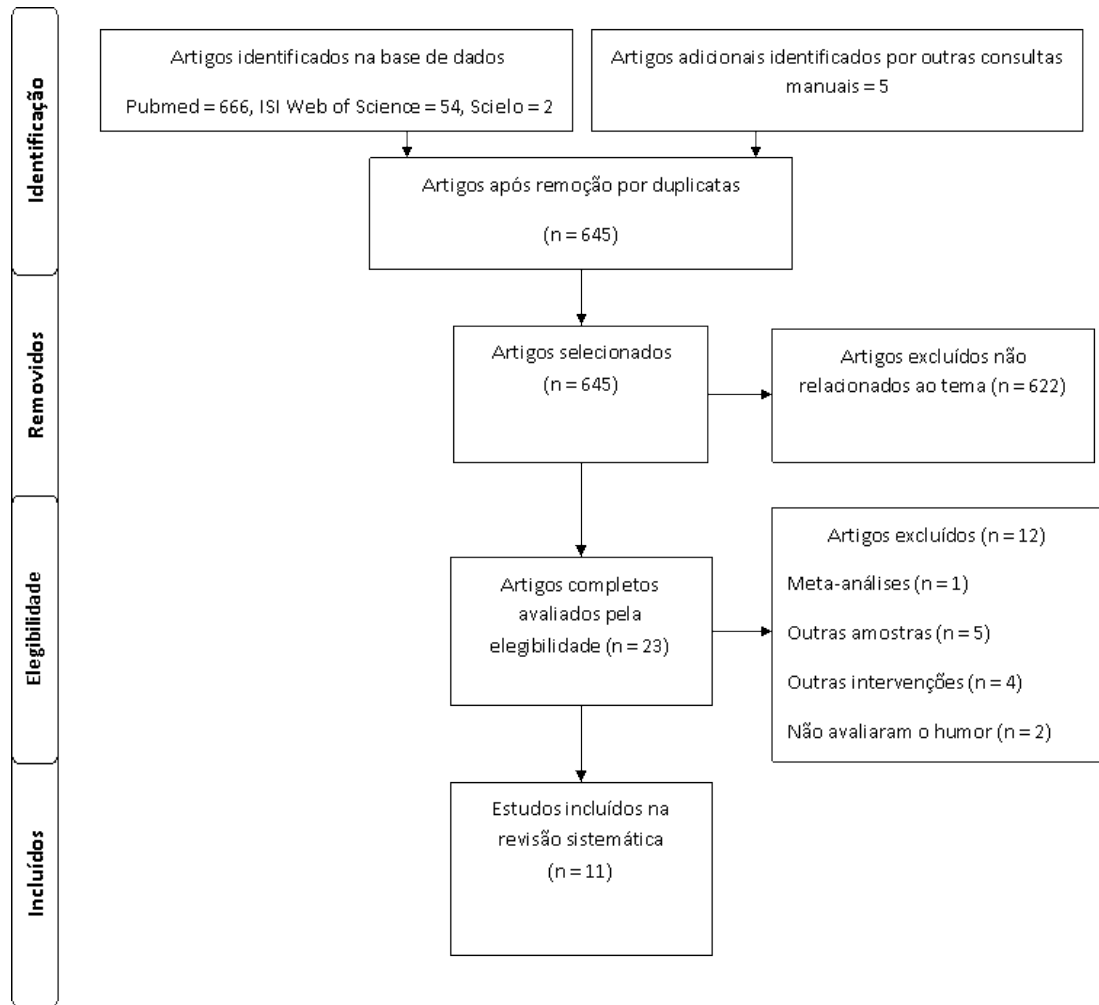 Identificação
Artigos identificados na base de dados
Pubmed = 666, ISI Web of Science = 54, Scielo = 2
Artigos adicionais identificados por outras consultas
manuais = 5
Artigos após remoção por duplicatas
(n = 645)
Removidos
Artigos selecionados
(n = 645)
Artigos excluídos não
relacionados ao tema (n = 622)
Elegibilidade
Artigos completos
avaliados pela
elegibilidade (n = 23)
Artigos excluídos (n = 12)
Meta-análises (n = 1)
Outras amostras (n = 5)
Outras intervenções (n = 4)
Não avaliaram o humor (n = 2)
Incluídos
Estudos incluídos na
revisão sistemática
(n = 11)